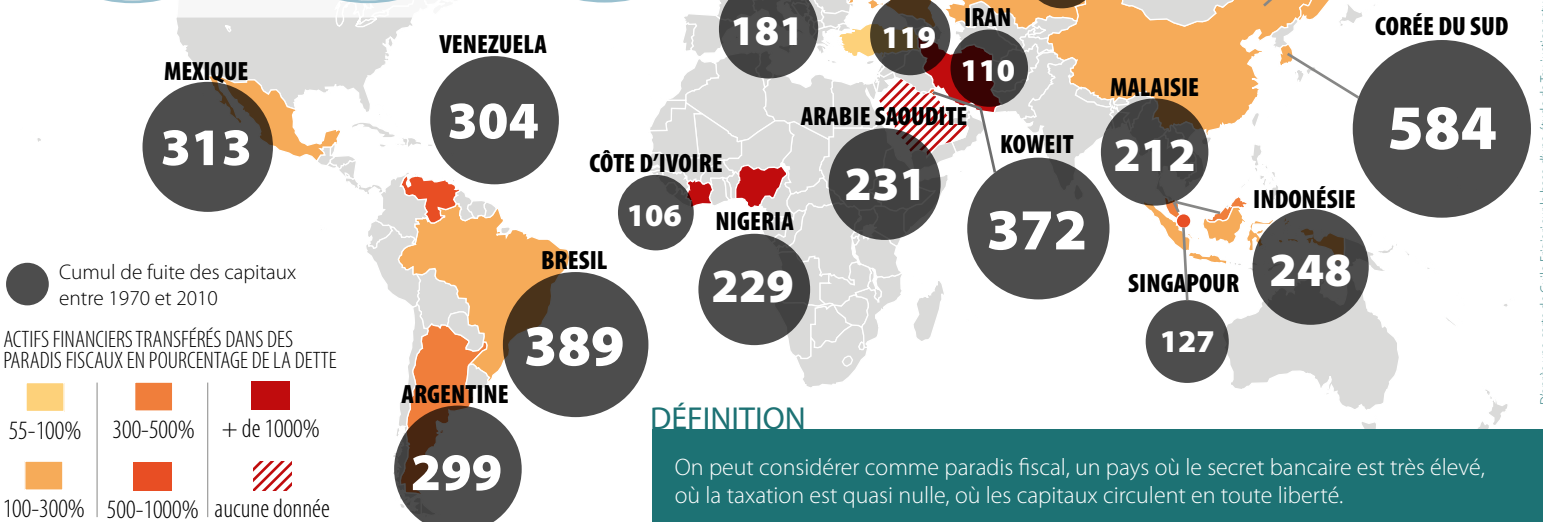 181
119
IRAN
110
CORÉE DU SUD
584
VENEZUELA
304
MEXIQUE
313
MALAISIE
212
ARABIE SAOUDITE
231
KOWEIT
372
CÔTE D'IVOIRE
106
NIGERIA
229
INDONÉSIE
248
SINGAPOUR
127
BRESIL
389
ARGENTINE
299
Cumul de fuite des capitaux
entre 1970 et 2010
ACTIFS FINANCIERS TRANSFÉRÉS DANS DES
PARADIS FISCAUX EN POURCENTAGE DE LA DETTE
55-100%
300-500%
+ de 1000%
100-300%
500-1000%
aucune donnée
DÉFINITION
On peut considérer comme paradis fiscal, un pays où le secret bancaire est très élevé,
où la taxation est quasi nulle, où les capitaux circulent en toute liberté.